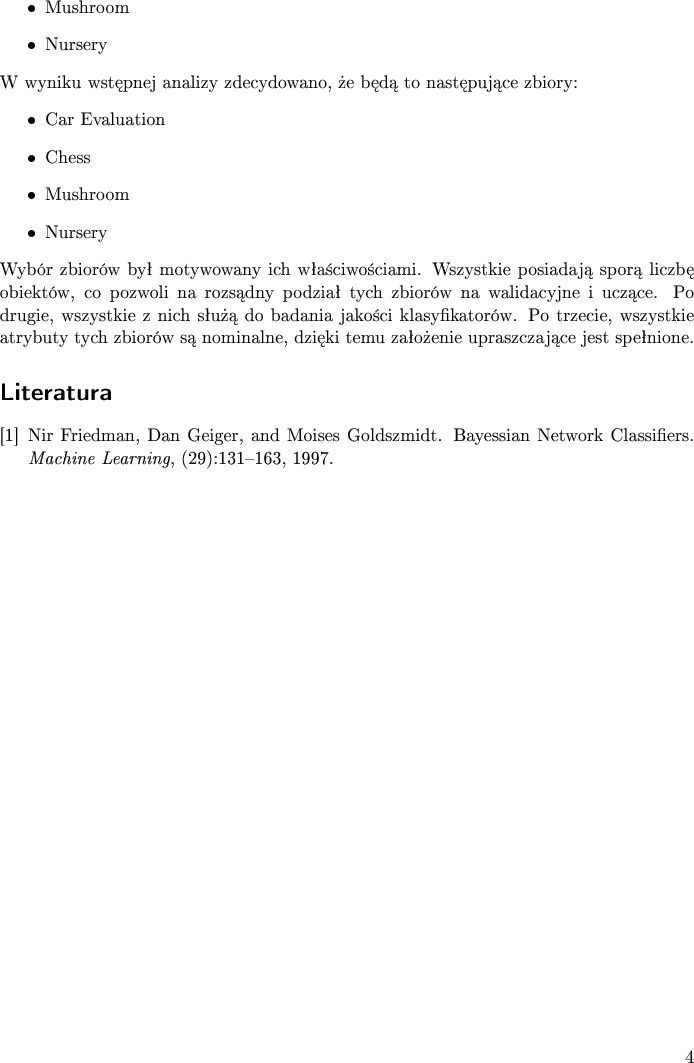 • Mushroom
• Nursery
W wyniku wstępnej analizy zdecydowano, że będą to następujące zbiory:
• Car Evaluation
• Chess
• Mushroom
• Nursery
Wybór zbiorów był motywowany ich właściwościami. Wszystkie posiadają sporą liczbę
obiektów, co pozwoli na rozsądny podział tych zbiorów na walidacyjne i uczące. Po
drugie, wszystkie z nich służą do badania jakości klasyfikatorów. Po trzecie, wszystkie
atrybuty tych zbiorów są nominalne, dzięki temu założenie upraszczające jest spełnione.
Literatura
[1] Nir Friedman, Dan Geiger, and Moises Goldszmidt. Bayessian Network Classifiers.
Machine Learning, (29):131–163, 1997.
4